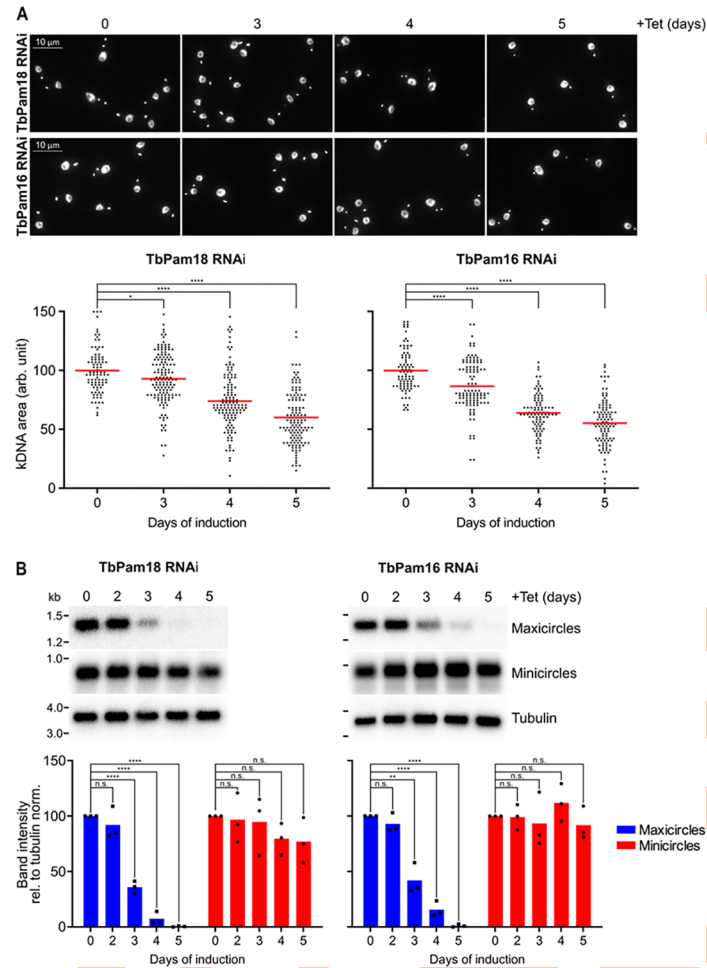 A
0 3 4 5 +Tet (days)
10 μm
TbPam18 RNAi
10 μm
TbPam16 RNAi
TbPam18 RNAi
TbPam16 RNAi
****
****
*
****
****
****
150
100
50
0
kDNA area (arb. unit)
0 3 4 5
Days of induction
0 3 4 5
Days of induction
B
TbPam18 RNAi
TbPam16 RNAi
kb 0 2 3 4 5
0 2 3 4 5 +Tet (days)
1.5
1.2
Maxicircles
1.0
Minicircles
4.0
3.0
Tubulin
150
100
50
0
Band intensity
rel. to tubulin norm.
****
****
****
n.s.
n.s.
n.s.
n.s.
n.s.
****
****
**
n.s.
n.s.
n.s.
n.s.
n.s.
Maxicircles
Minicircles
0 2 3 4 5 0 2 3 4 5
Days of induction
0 2 3 4 5 0 2 3 4 5
Days of induction